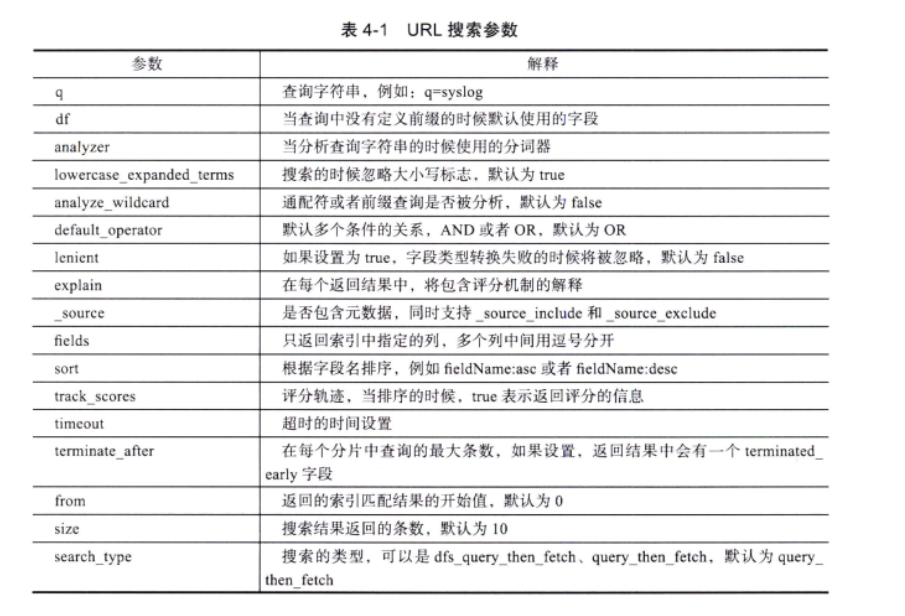 表 4-1 URL 搜索参数
参数 解释
q 查询字符串，例如：q=syslog
df 当查询中没有定义前缀的时候默认使用的字段
analyzer 当分析查询字符串的时候使用的分词器
lowercase_expanded_terms 搜索的时候忽略大小写标志，默认为 true
analyze_wildcard 通配符或者前缀查询是否被分析，默认为 false
default_operator 默认多个条件的关系，AND 或者 OR，默认为 OR
lenient 如果设置为 true，字段类型转换失败的时候将被忽略，默认为 false
explain 在每个返回结果中，将包含评分机制的解释
_source 是否包含元数据，同时支持 _source_include 和 _source_exclude
fields 只返回索引中指定的列，多个列中间用逗号分开
sort 根据字段名排序，例如 fieldName:asc 或者 fieldName:desc
track_scores 评分轨迹，当排序的时候，true 表示返回评分的信息
timeout 超时的时间设置
terminate_after 在每个分片中查询的最大条数，如果设置，返回结果中会有一个 terminated_
early 字段
from 返回的索引匹配结果的开始值，默认为 0
size 搜索结果返回的条数，默认为 10
search_type 搜索的类型，可以是 dfs_query_then_fetch、query_then_fetch，默认为 query_
then_fetch